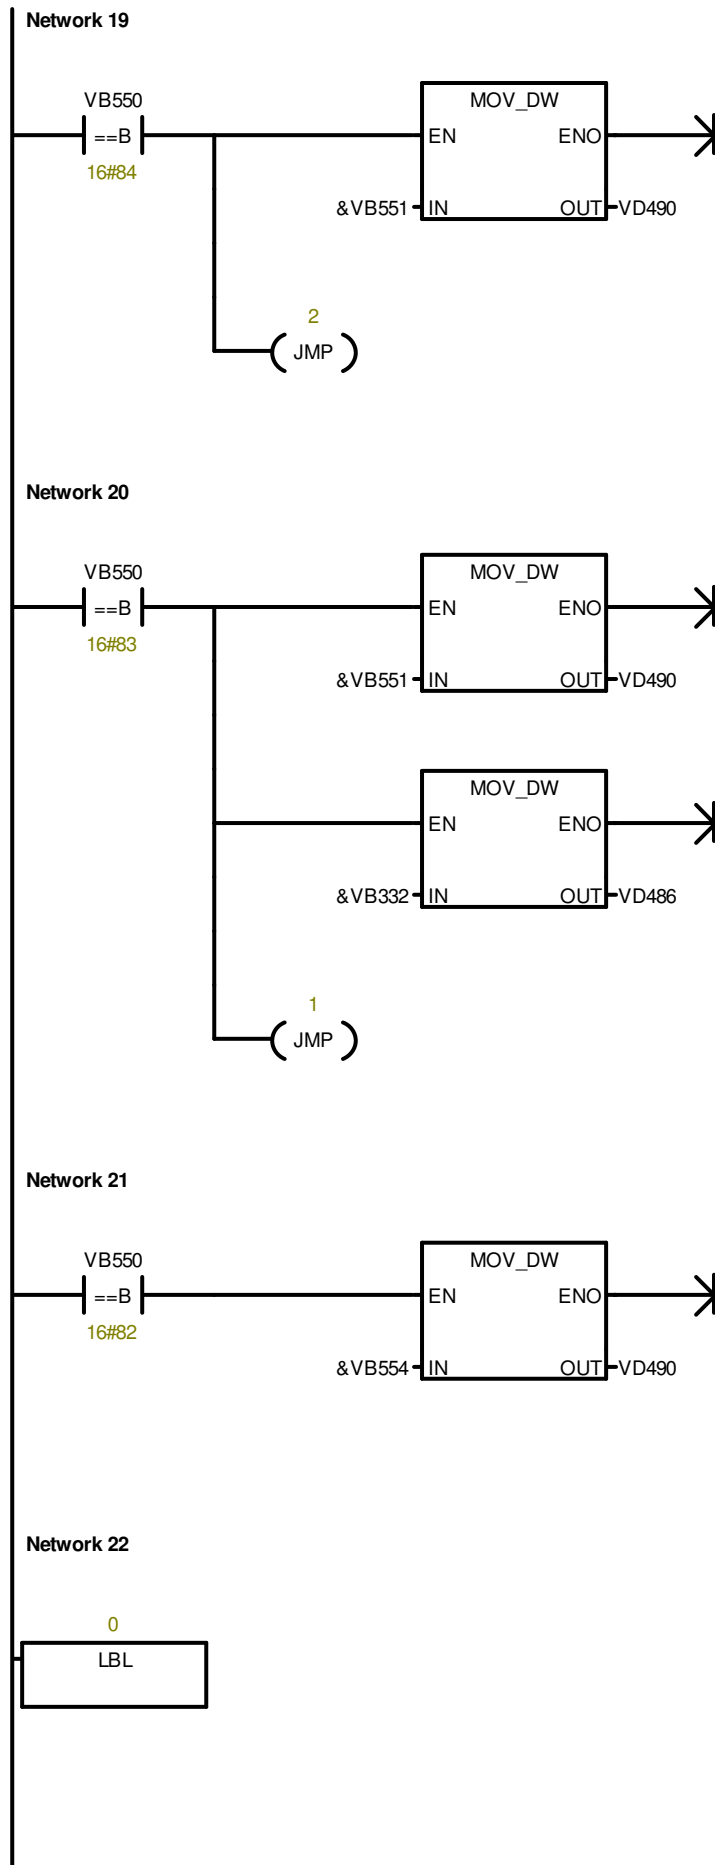 Network 19
VB550
MOV_DW
==B
EN
ENO
16#84
&VB551
IN
OUT
VD490
2
JMP
Network 20
VB550
MOV_DW
==B
EN
ENO
16#83
&VB551
IN
OUT
VD490
MOV_DW
EN
ENO
&VB332
IN
OUT
VD486
1
JMP
Network 21
VB550
MOV_DW
==B
EN
ENO
16#82
&VB554
IN
OUT
VD490
Network 22
0
LBL